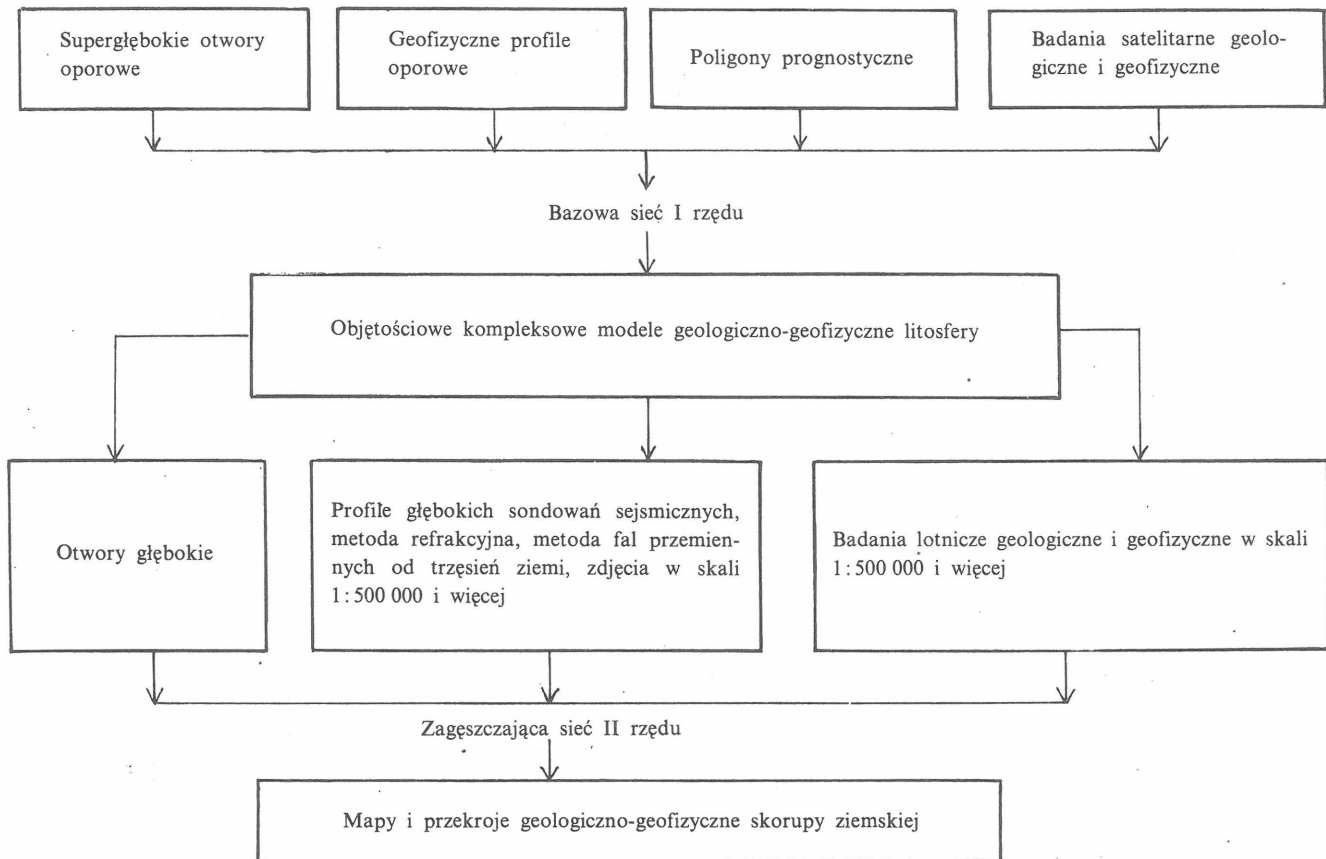 Supergłębokie otwory
oporowe
Geofizyczne profile
oporowe
Poligony prognostyczne
Badania satelitarne geolo-
giczne i geofizyczne
Bazowa sieć I rzędu
Objętościowe kompleksowe modele geologiczno-geofizyczne litosfery
Otwory głębokie
Profile głębokich sondowań sejsmicznych,
metoda refrakcyjna, metoda fal przemien-
nych od trzęsień ziemi, zdjęcia w skali
1:500 000 i więcej
Badania lotnicze geologiczne i geofizyczne w skali
1:500 000 i więcej
Zagęszczająca sieć II rzędu
Mapy i przekroje geologiczno-geofizyczne skorupy ziemskiej